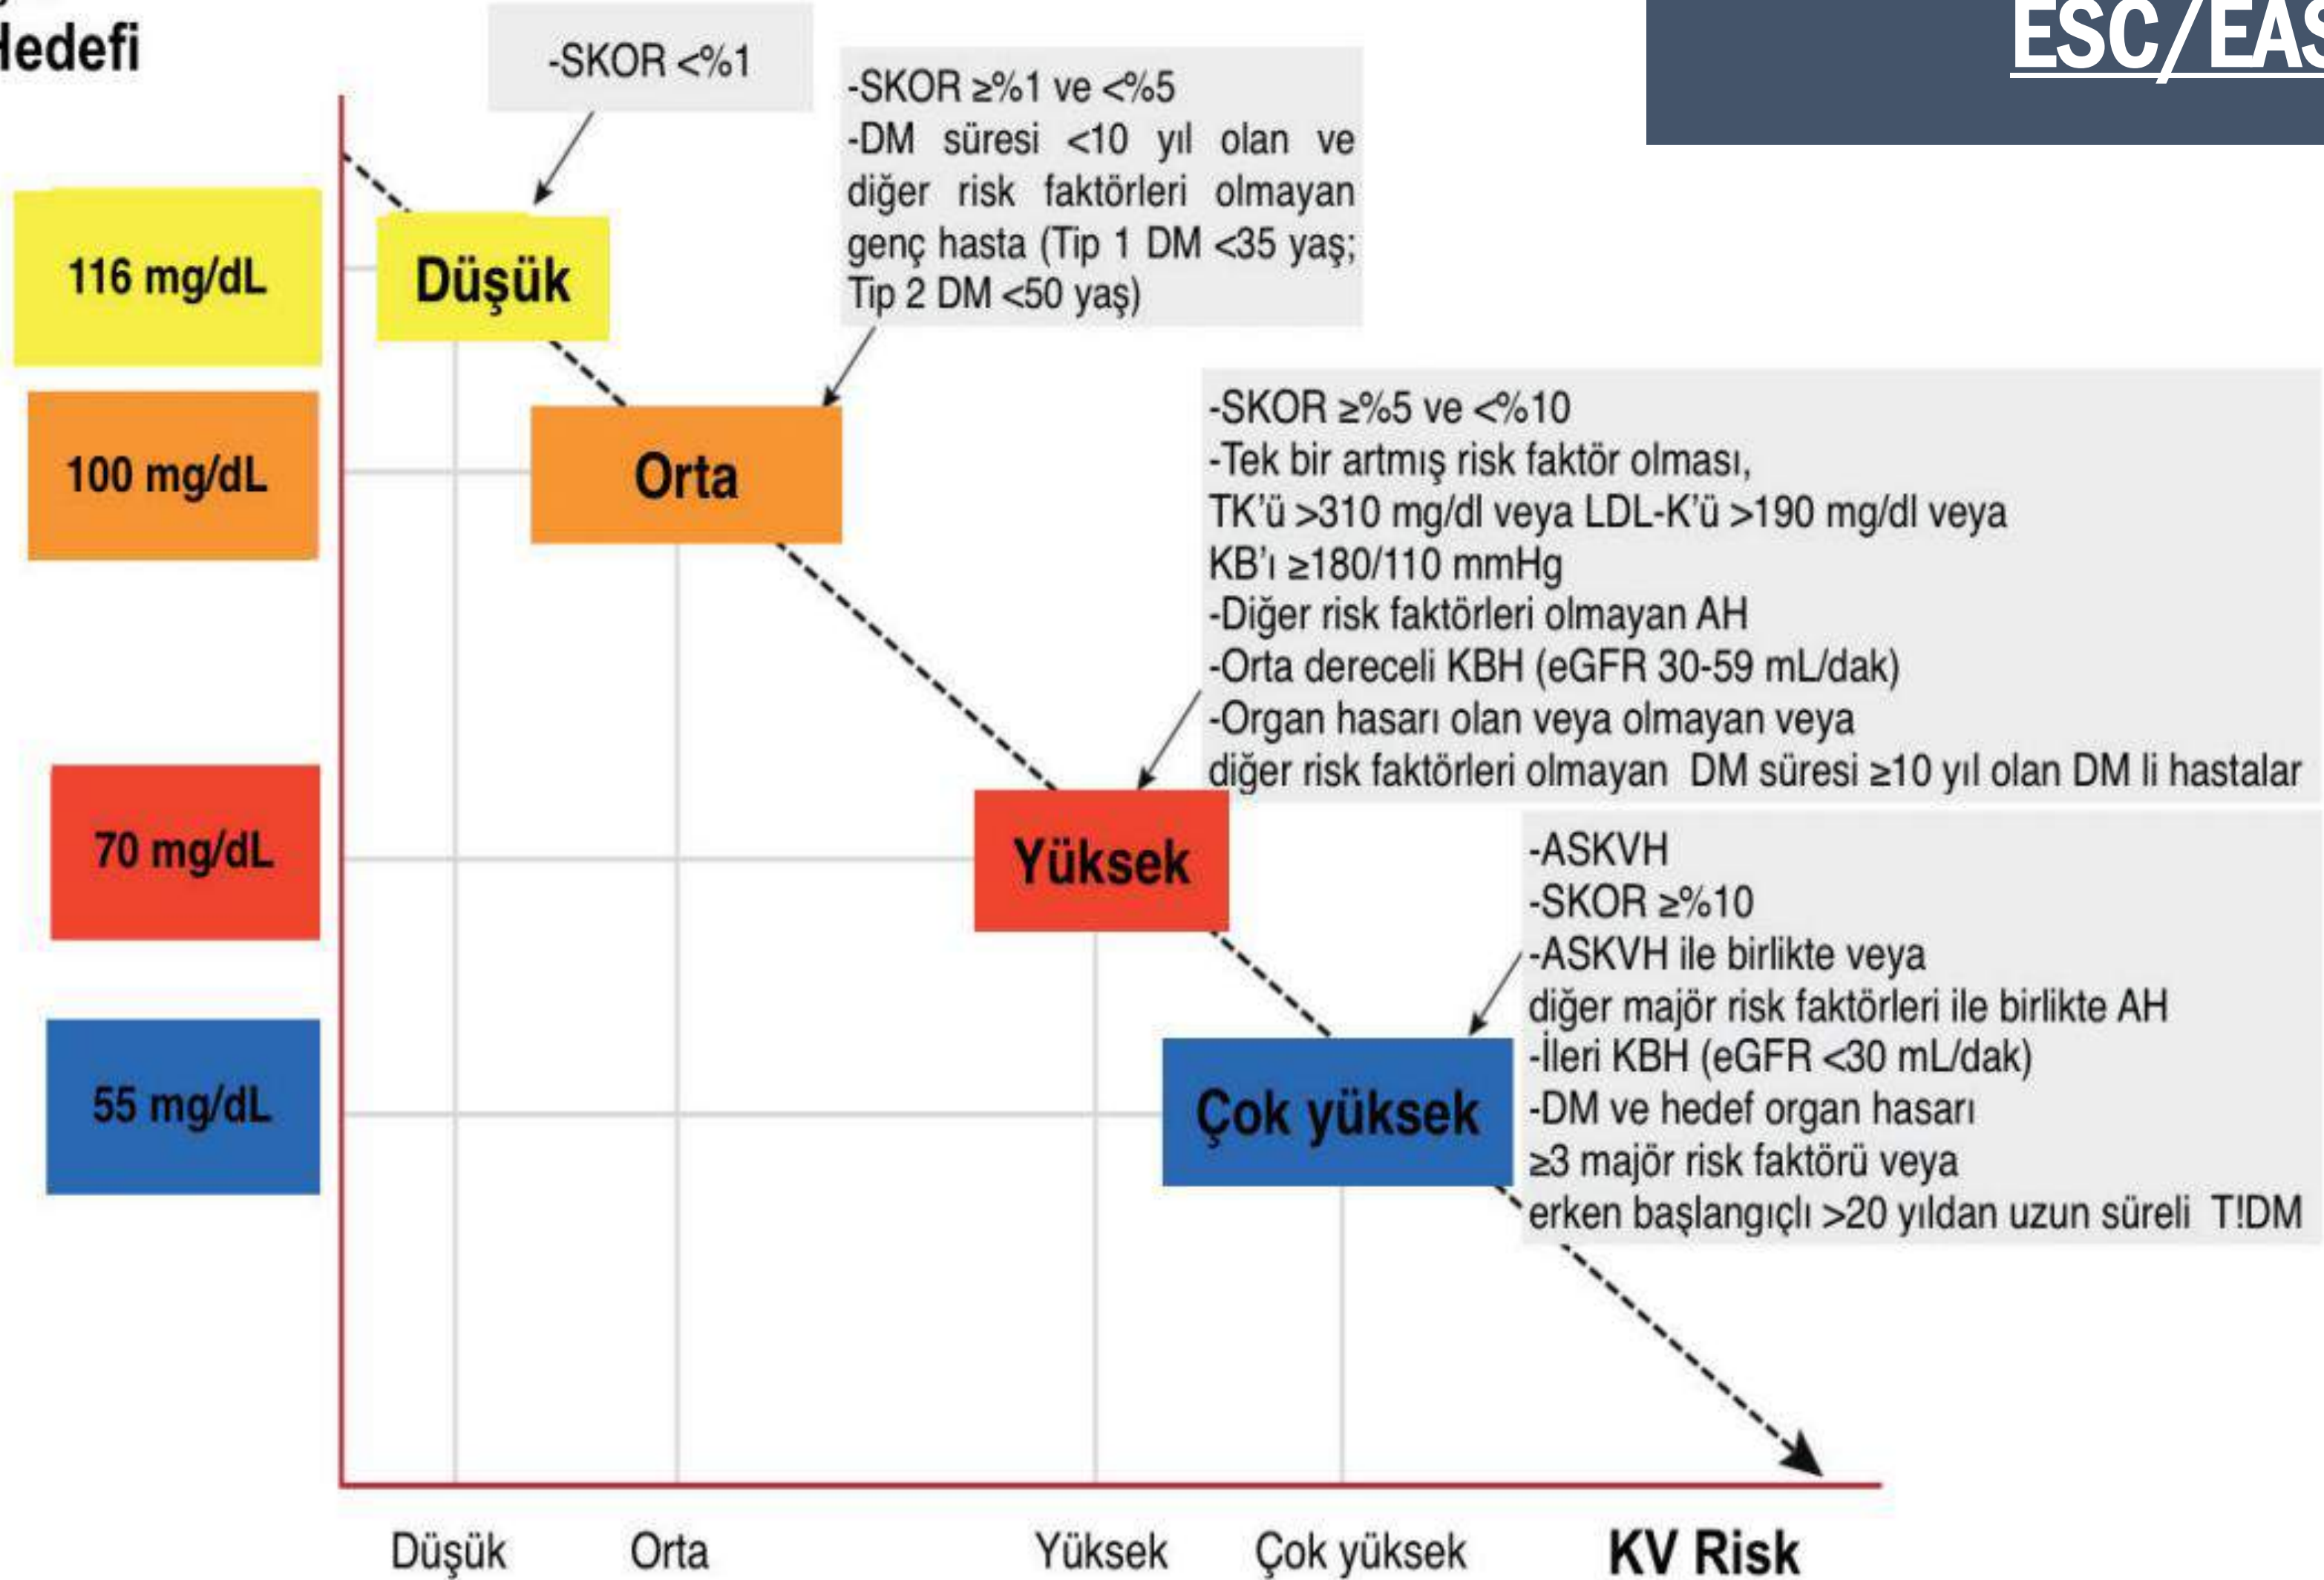 Hedefi
ESC/EAS
-SKOR <%1
-SKOR ≥%1 ve <%5
-DM süresi <10 yıl olan ve
diğer risk faktörleri olmayan
genç hasta (Tip 1 DM <35 yaş;
Tip 2 DM <50 yaş)
116 mg/dL
Düşük
100 mg/dL
Orta
-SKOR ≥%5 ve <%10
-Tek bir artmış risk faktör olması,
TK'ü >310 mg/dl veya LDL-K'ü >190 mg/dl veya
KB'ı ≥180/110 mmHg
-Diğer risk faktörleri olmayan AH
-Orta dereceli KBH (eGFR 30-59 mL/dak)
-Organ hasarı olan veya olmayan veya
diğer risk faktörleri olmayan DM süresi ≥10 yıl olan DM li hastalar
70 mg/dL
Yüksek
-ASKVH
-SKOR ≥%10
-ASKVH ile birlikte veya
diğer majör risk faktörleri ile birlikte AH
-İleri KBH (eGFR <30 mL/dak)
-DM ve hedef organ hasarı
≥3 majör risk faktörü veya
erken başlangıçlı >20 yıldan uzun süreli T!DM
55 mg/dL
Çok yüksek
Düşük
Orta
Yüksek
Çok yüksek
KV Risk